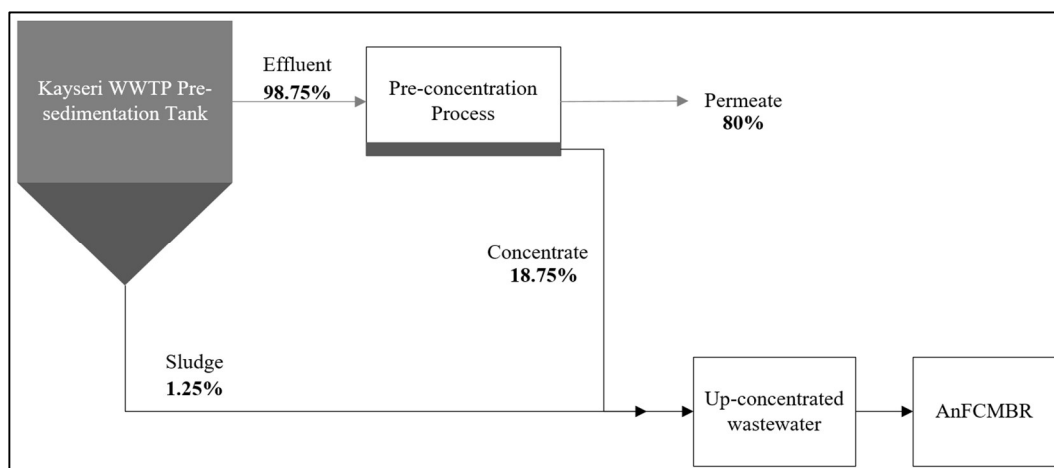 Kayseri WWTP Pre-
sedimentation Tank
Effluent
98.75%
Pre-concentration
Process
Permeate
80%
Concentrate
18.75%
Sludge
1.25%
Up-concentrated
wastewater
AnFCMBR